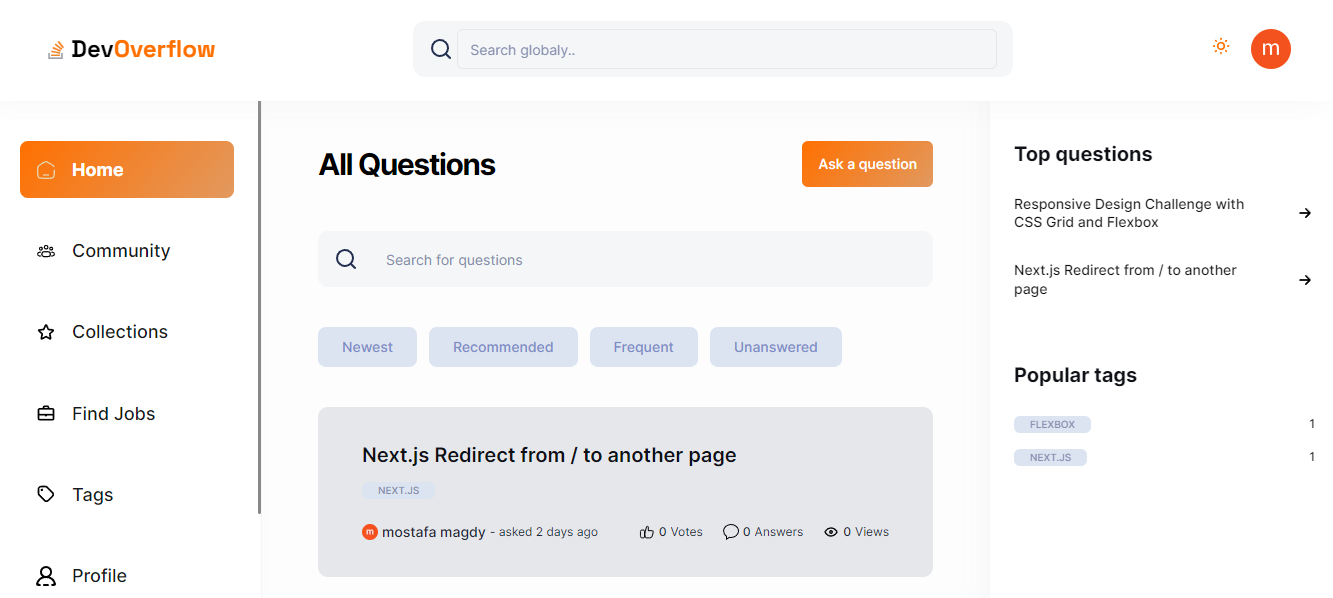 DevOverflow
Search globaly..
m
Home
Community
Collections
Find Jobs
Tags
Profile
All Questions
Ask a question
Search for questions
Newest
Recommended
Frequent
Unanswered
Next.js Redirect from / to another page
NEXT.JS
m mostafa magdy - asked 2 days ago
0 Votes
0 Answers
0 Views
Top questions
Responsive Design Challenge with
CSS Grid and Flexbox
Next.js Redirect from / to another
page
Popular tags
FLEXBOX 1
NEXT.JS 1